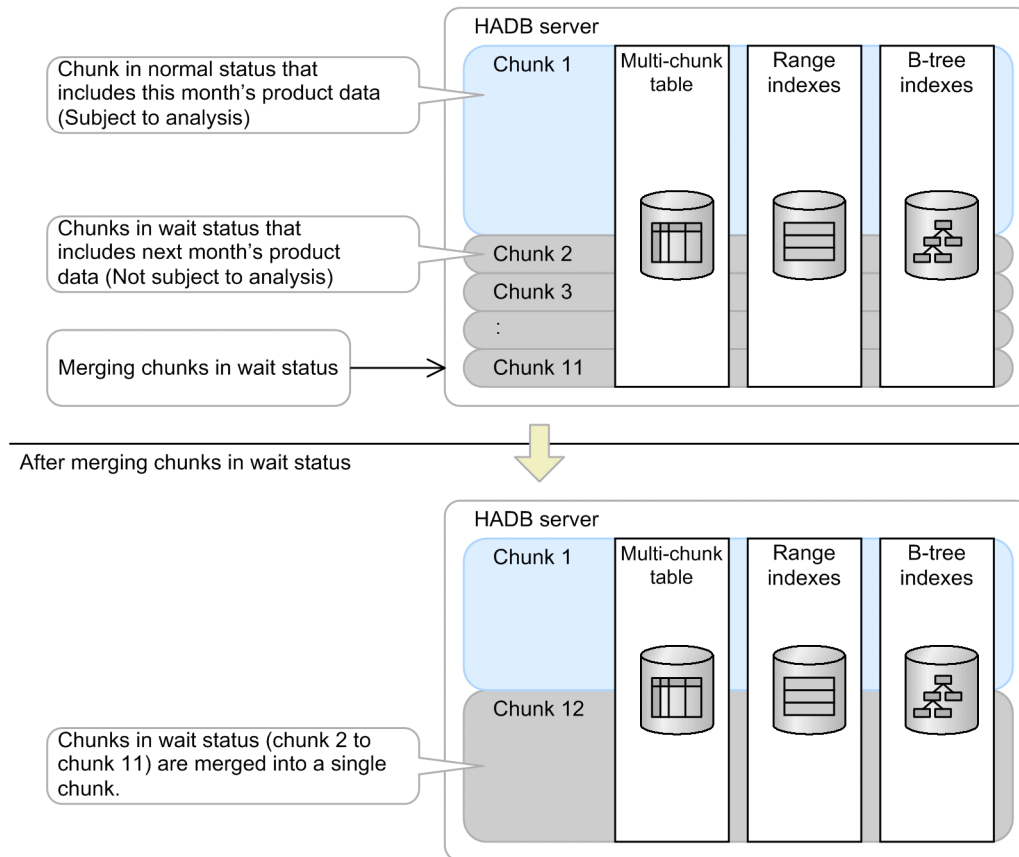 HADB server
Chunk in normal status that
includes this month's product data
(Subject to analysis)
Chunk 1
Multi-chunk
table
Range
indexes
B-tree
indexes
Chunks in wait status that
includes next month's product
data (Not subject to analysis)
Chunk 2
Chunk 3
:
Chunk 11
Merging chunks in wait status
After merging chunks in wait status
HADB server
Chunk 1
Multi-chunk
table
Range
indexes
B-tree
indexes
Chunk 12
Chunks in wait status (chunk 2 to
chunk 11) are merged into a single
chunk.